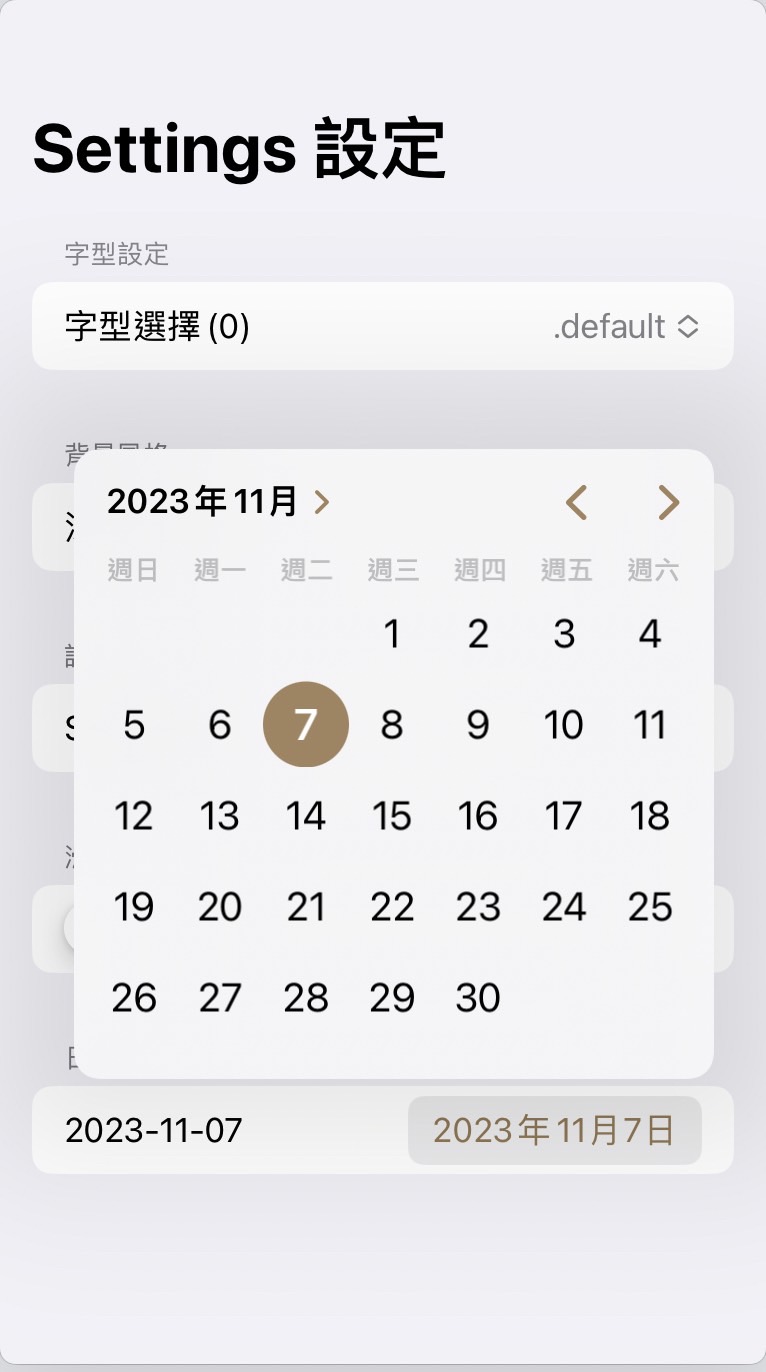 Settings 設定
字型設定
字型選擇 (0)
.default
2023年11月
週日 週一 週二 週三 週四 週五 週六
1 2 3 4
5 6 7 8 9 10 11
12 13 14 15 16 17 18
19 20 21 22 23 24 25
26 27 28 29 30
2023-11-07
2023年11月7日